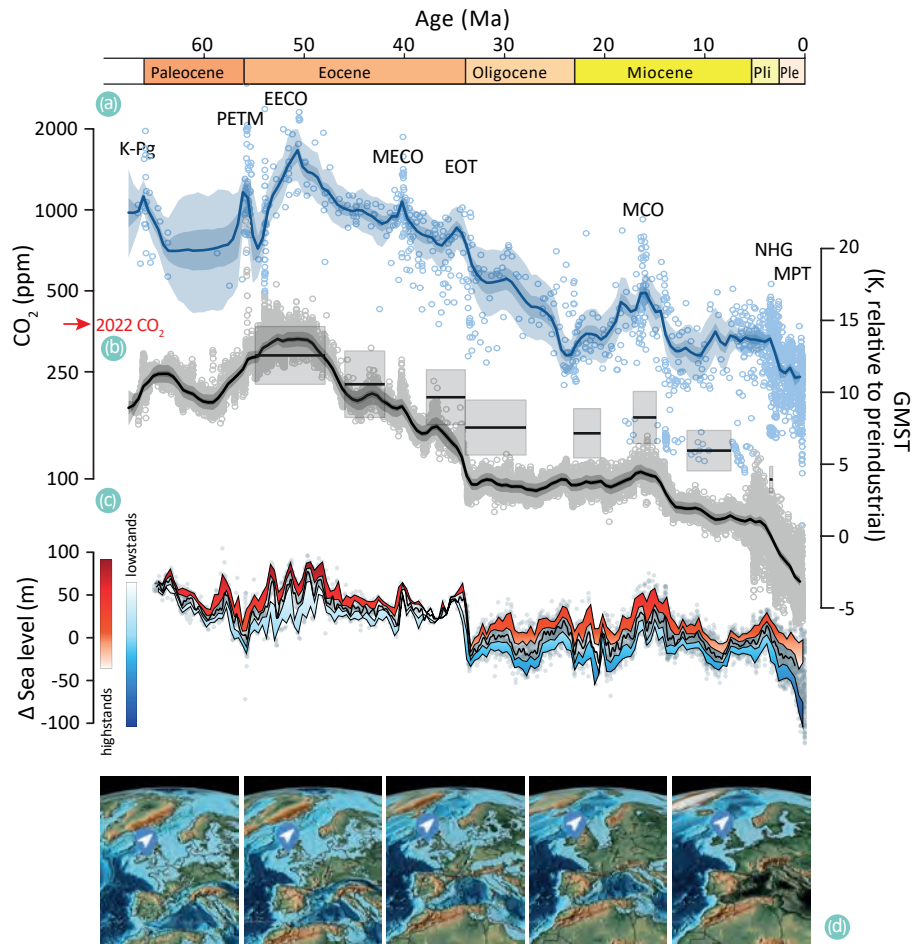 Age (Ma)
60 50 40 30 20 10 0
Paleocene Eocene Oligocene Miocene Pli Ple
(a)
EECO
PETM
K-Pg
MECO
EOT
MCO
NHG
MPT
2000
1000
500
250
100
CO2 (ppm)
2022 CO2
(b)
20
15
10
5
0
-5
GMST
(K, relative to preindustrial)
(c)
100
50
0
-50
-100
Δ Sea level (m)
highstands
lowstands
(d)